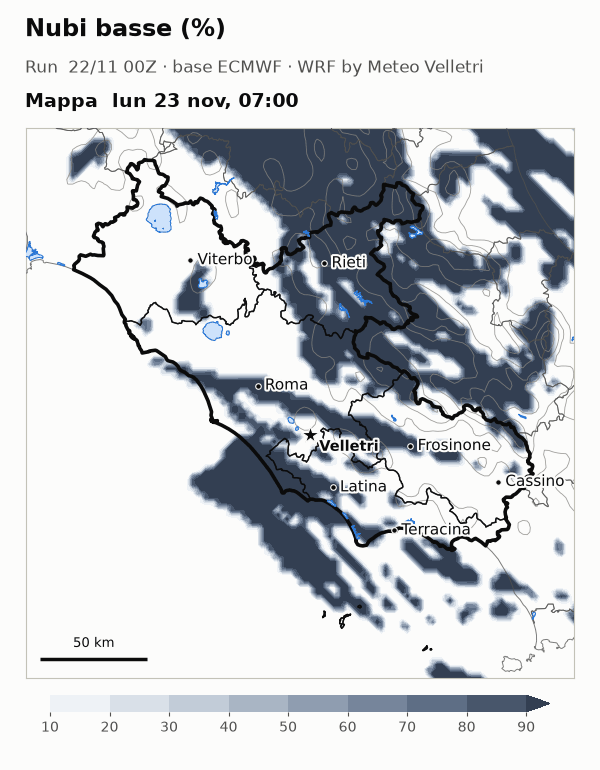 Nubi basse (%)
Run  22/11 00Z · base ECMWF · WRF by Meteo Velletri
Mappa  lun 23 nov, 07:00
Viterbo
Rieti
Roma
Velletri
Frosinone
Latina
Cassino
Terracina
50 km
10 20 30 40 50 60 70 80 90